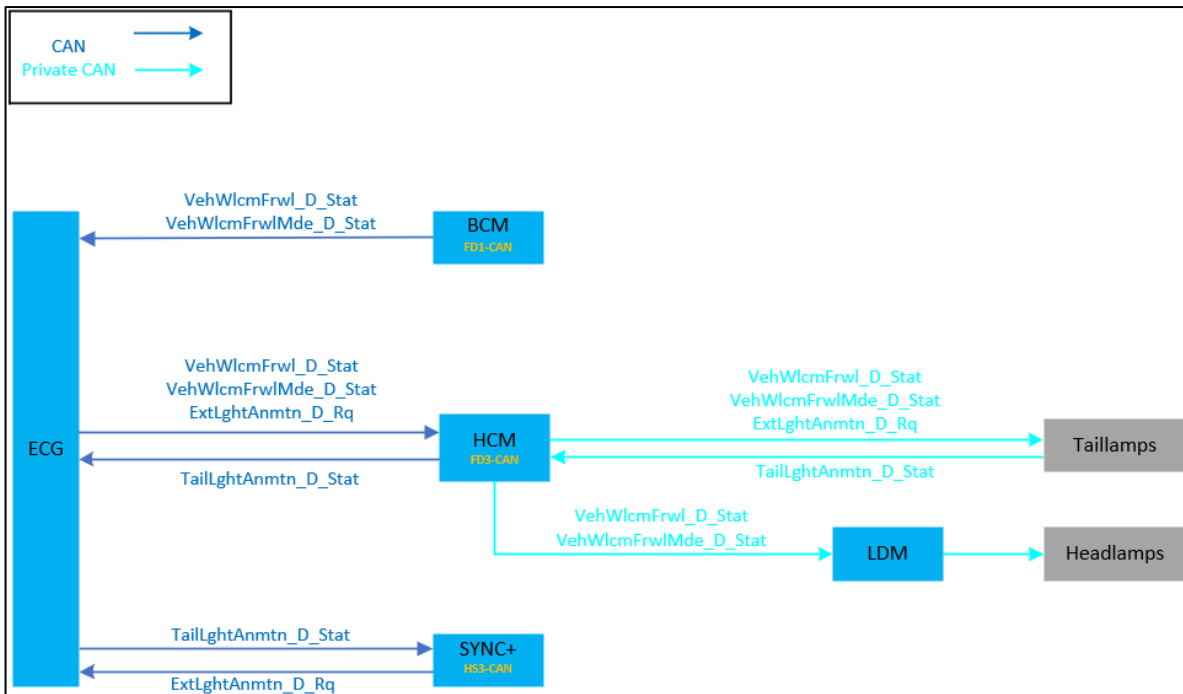 CAN
Private CAN
VehWlcmFrwl_D_Stat
VehWlcmFrwlMde_D_Stat
BCM
FD1-CAN
VehWlcmFrwl_D_Stat
VehWlcmFrwlMde_D_Stat
ExtLghtAnmtn_D_Rq
VehWlcmFrwl_D_Stat
VehWlcmFrwlMde_D_Stat
ExtLghtAnmtn_D_Rq
ECG
HCM
FD3-CAN
Taillamps
TailLghtAnmtn_D_Stat
TailLghtAnmtn_D_Stat
VehWlcmFrwl_D_Stat
VehWlcmFrwlMde_D_Stat
LDM
Headlamps
TailLghtAnmtn_D_Stat
SYNC+
HS3-CAN
ExtLghtAnmtn_D_Rq